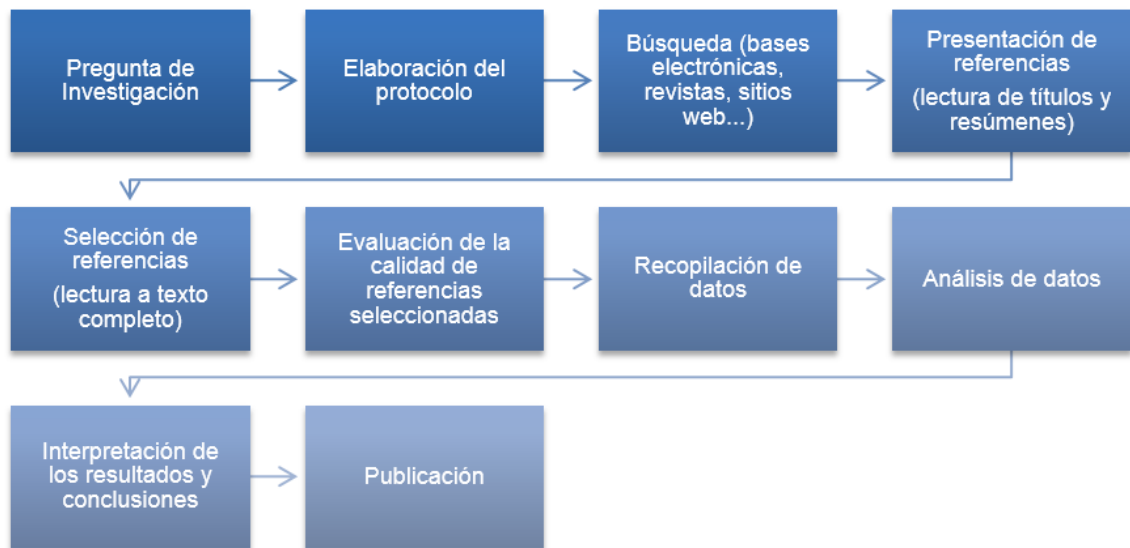 Pregunta de
Investigación
Elaboración del
protocolo
Búsqueda (bases
electrónicas,
revistas, sitios
web...)
Presentación de
referencias
(lectura de títulos y
resúmenes)
Selección de
referencias
(lectura a texto
completo)
Evaluación de la
calidad de
referencias
seleccionadas
Recopilación de
datos
Análisis de datos
Interpretación de
los resultados y
conclusiones
Publicación